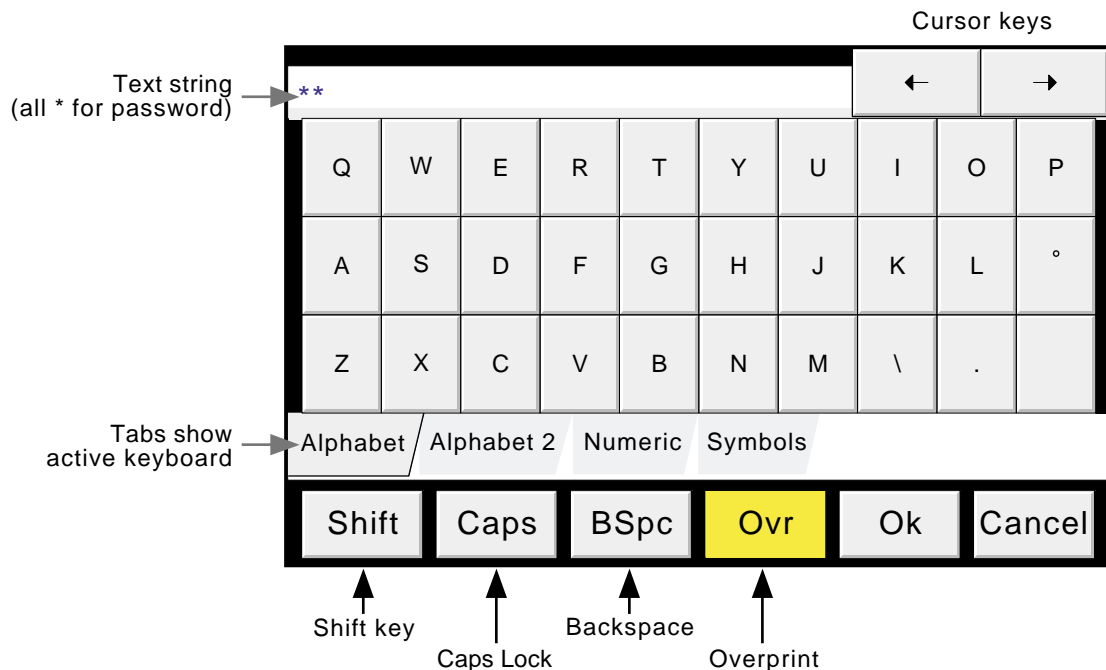 Cursor keys
Text string
(all * for password)
**
← →
Q W E R T Y U I O P
A S D F G H J K L °
Z X C V B N M \ .
Tabs show
active keyboard
Alphabet Alphabet 2 Numeric Symbols
Shift Caps BSpc Ovr Ok Cancel
Shift key Backspace
Caps Lock Overprint